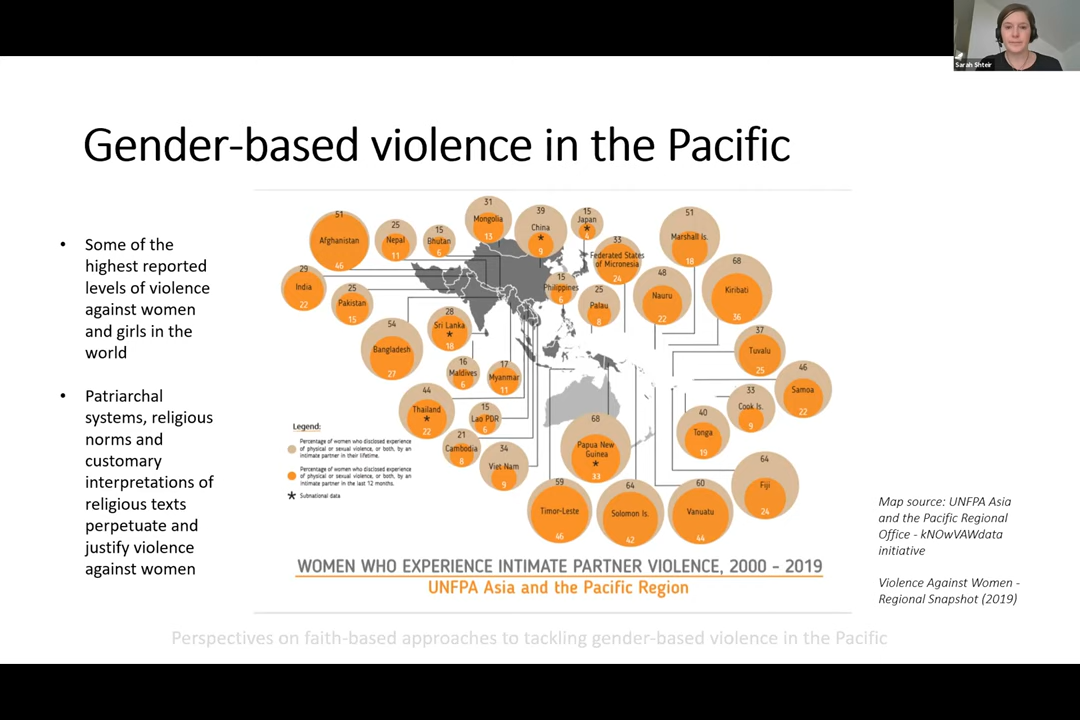 Sarah Shteir
Gender-based violence in the Pacific
• Some of the
highest reported
levels of violence
against women
and girls in the
world
• Patriarchal
systems, religious
norms and
customary
interpretations of
religious texts
perpetuate and
justify violence
against women
51
Afghanistan
46
25
Nepal
11
15
Bhutan
6
31
Mongolia
13
39
China
*
9
15
Japan
*
33
Federated States
of Micronesia
24
51
Marshall Is.
18
29
India
22
25
Pakistan
15
15
Philippines
6
25
Palau
8
48
Nauru
22
68
Kiribati
36
54
Bangladesh
27
28
Sri Lanka
*
18
16
Maldives
6
17
Myanmar
11
37
Tuvalu
25
46
Samoa
22
44
Thailand
*
22
15
Lao PDR
6
21
Cambodia
8
34
Viet Nam
9
68
Papua New
Guinea
*
33
40
Tonga
19
33
Cook Is.
9
59
Timor-Leste
46
64
Solomon Is.
42
60
Vanuatu
44
64
Fiji
24
Legend:
Percentage of women who disclosed experience
of physical or sexual violence, or both, by an
intimate partner in their lifetime.
Percentage of women who disclosed experience
of physical or sexual violence, or both, by an
intimate partner in the last 12 months.
* Subnational data
WOMEN WHO EXPERIENCE INTIMATE PARTNER VIOLENCE, 2000 - 2019
UNFPA Asia and the Pacific Region
Map source: UNFPA Asia
and the Pacific Regional
Office - kNOwVAWdata
initiative
Violence Against Women -
Regional Snapshot (2019)
Perspectives on faith-based approaches to tackling gender-based violence in the Pacific